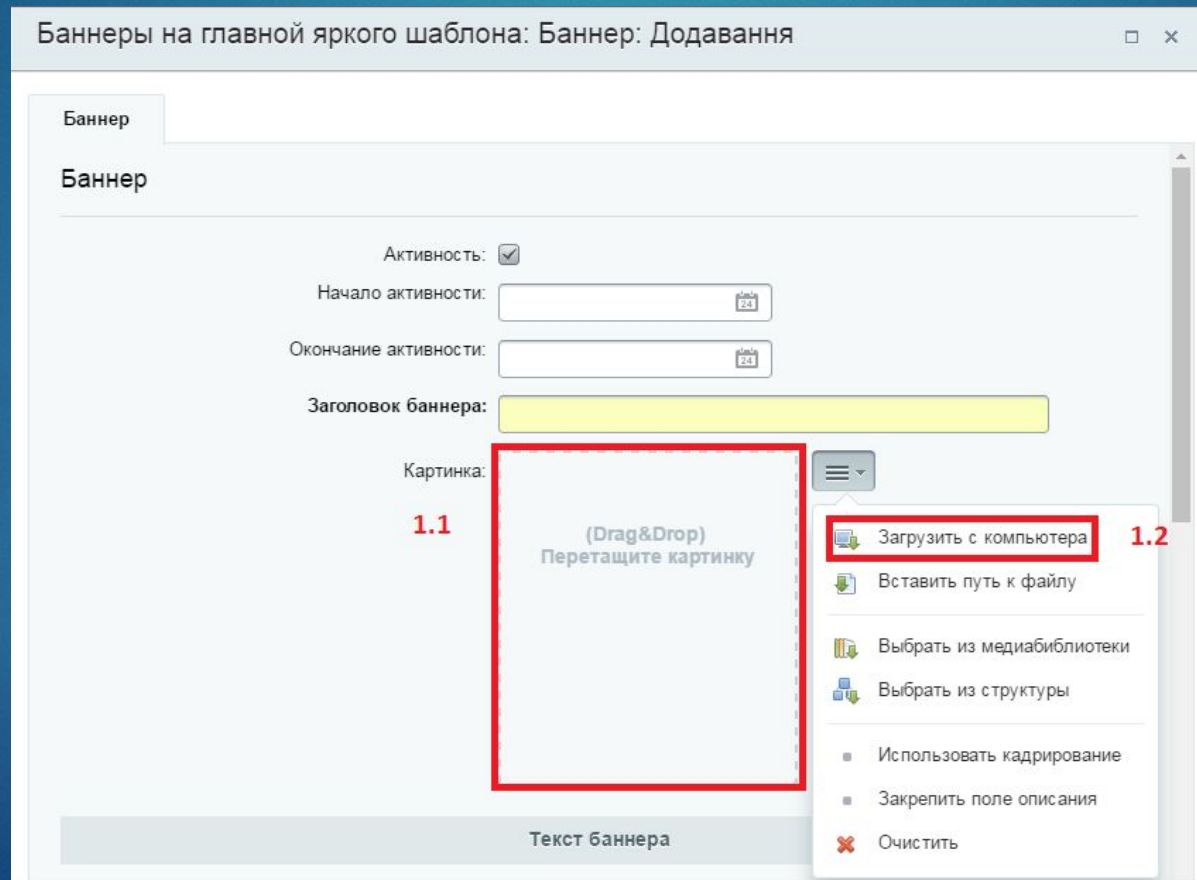 Баннеры на главной яркого шаблона: Баннер: Додавання
Баннер
Баннер
Активность:
Начало активности:
24
Окончание активности:
24
Заголовок баннера:
Картинка:
1.1
(Drag&Drop)
Перетащите картинку
Загрузить с компьютера
1.2
Вставить путь к файлу
Выбрать из медиабиблиотеки
Выбрать из структуры
Использовать кадрирование
Закрепить поле описания
Очистить
Текст баннера